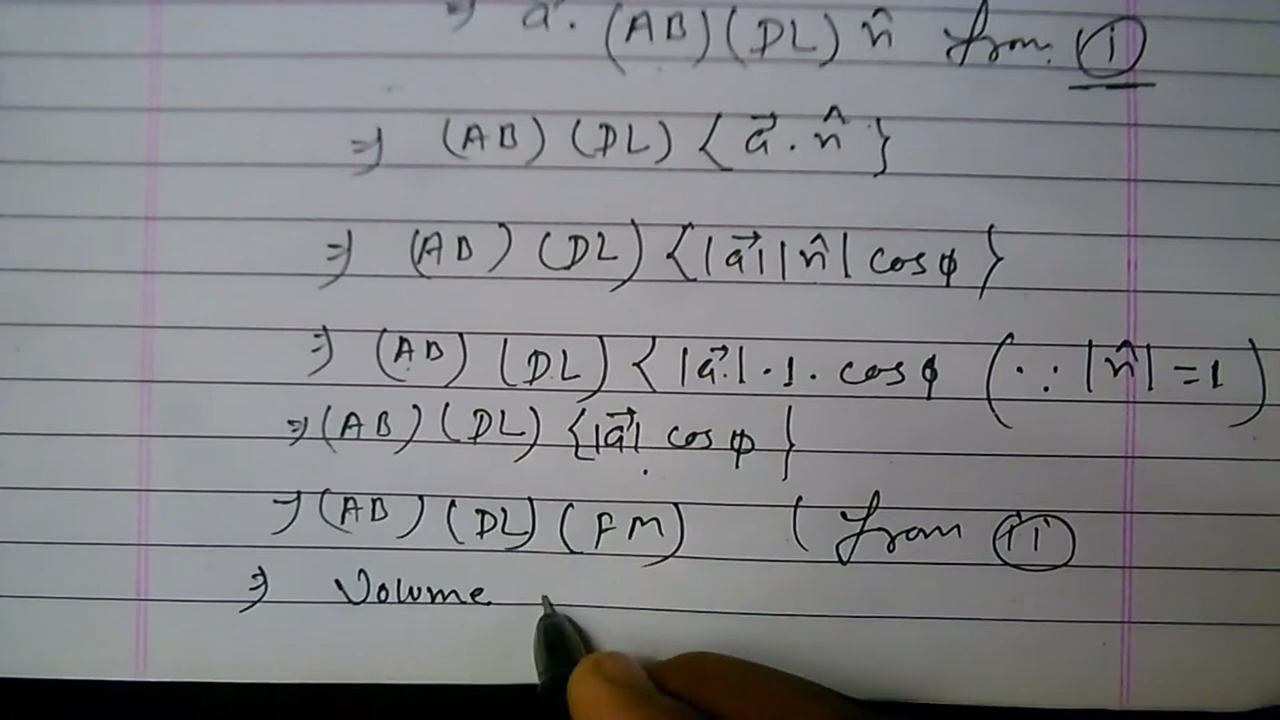 ⇒ a⃗. (AB)(DL) n̂ from (i)
⇒ (AB)(DL) { a⃗ . n̂ }
⇒ (AB)(DL) { |a⃗| |n̂| cos ϕ }
⇒ (AB)(DL) { |a⃗| . 1 . cos ϕ (∵ |n̂| = 1)
⇒ (AB)(DL) { |a⃗| cos ϕ }
⇒ (AB)(DL)(FM) ( from (ii)
⇒ Volume